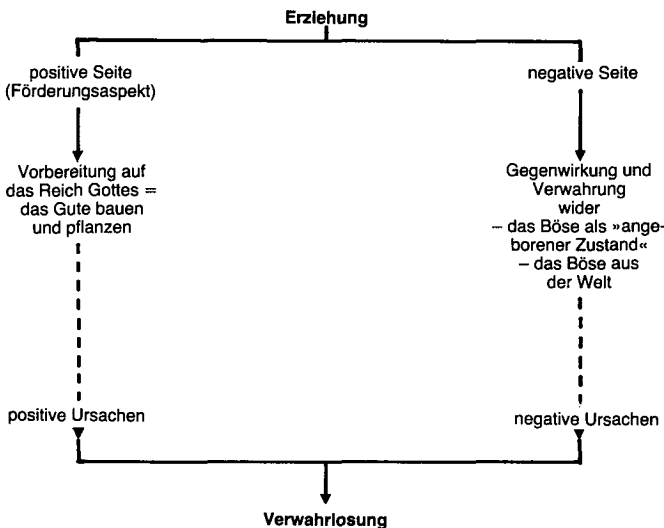 Erziehung
positive Seite
(Förderungsaspekt)
negative Seite
Vorbereitung auf
das Reich Gottes =
das Gute bauen
und pflanzen
Gegenwirkung und
Verwahrung
wider
– das Böse als »ange-
borener Zustand«
– das Böse aus
der Welt
positive Ursachen
negative Ursachen
Verwahrlosung